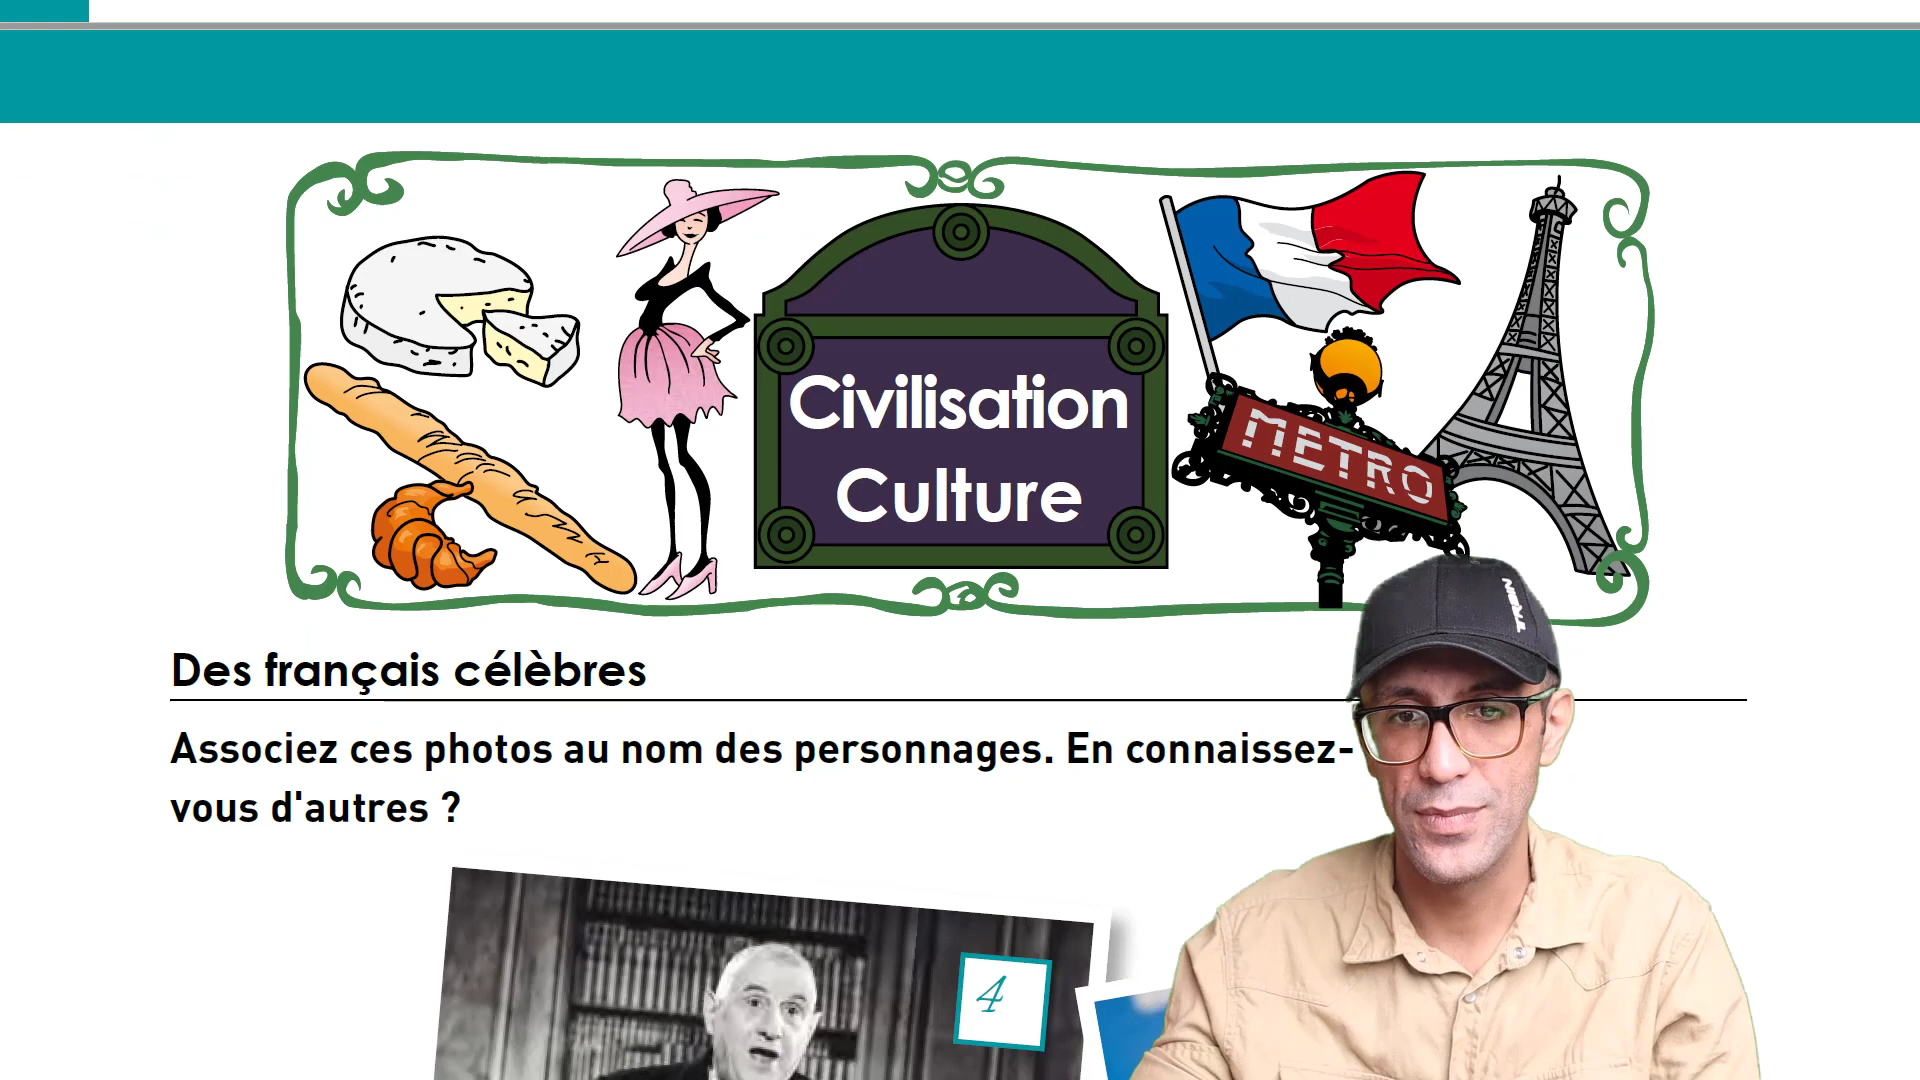 Civilisation
Culture
METRO
Des français célèbres
Associez ces photos au nom des personnages. En connaissez-
vous d'autres ?
4